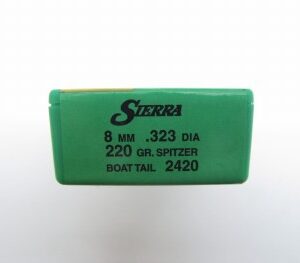 SIERRA
8 MM .323 DIA
220 GR. SPITZER
BOAT TAIL 2420